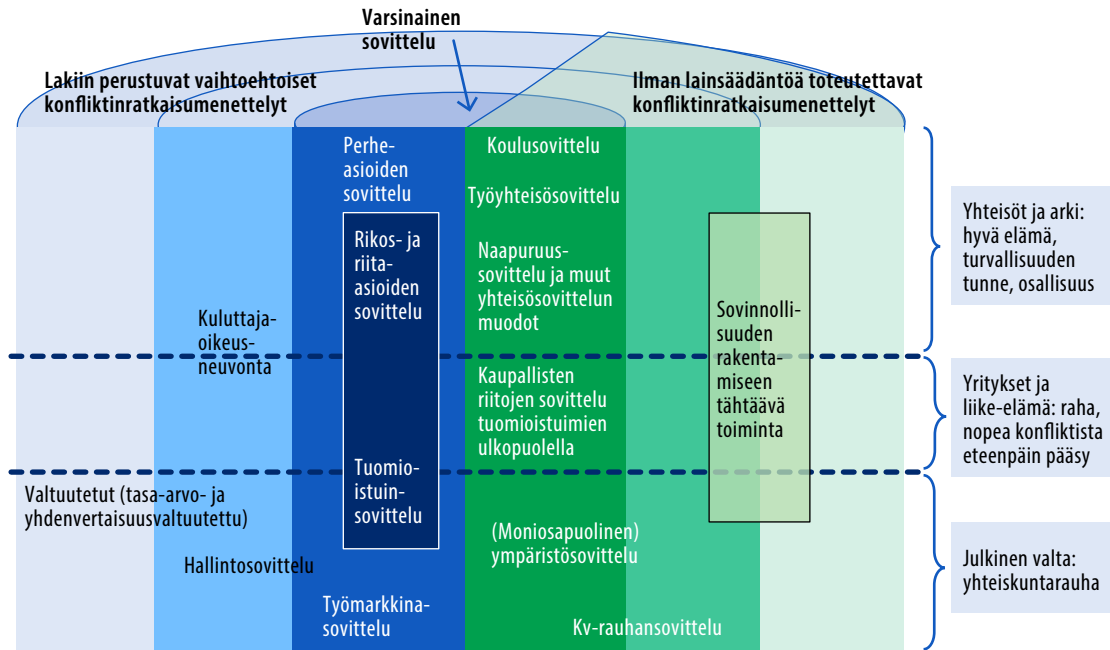 Varsinainen
sovittelu
Lakiin perustuvat vaihtoehtoiset
konfliktinratkaisumenettelyt
Ilman lainsäädäntöä toteutettavat
konfliktinratkaisumenettelyt
Perhe-
asioiden
sovittelu
Koulusovittelu
Työyhteisösovittelu
Rikos- ja
riita-
asioiden
sovittelu
Naapuruus-
sovittelu ja muut
yhteisösovittelun
muodot
Kuluttaja-
oikeus-
neuvonta
Sovinnolli-
suuden
rakenta-
miseen
tähtäävä
toiminta
Yhteisöt ja arki:
hyvä elämä,
turvallisuuden
tunne, osallisuus
Kaupallisten
riitojen sovittelu
tuomioistuimien
ulkopuolella
Yritykset ja
liike-elämä: raha,
nopea konfliktista
eteenpäin pääsy
Tuomio-
istuin-
sovittelu
Valtuutetut (tasa-arvo- ja
yhdenvertaisuusvaltuutettu)
(Moniosapuolinen)
ympäristösovittelu
Hallintosovittelu
Julkinen valta:
yhteiskuntarauha
Työmarkkina-
sovittelu
Kv-rauhansovittelu